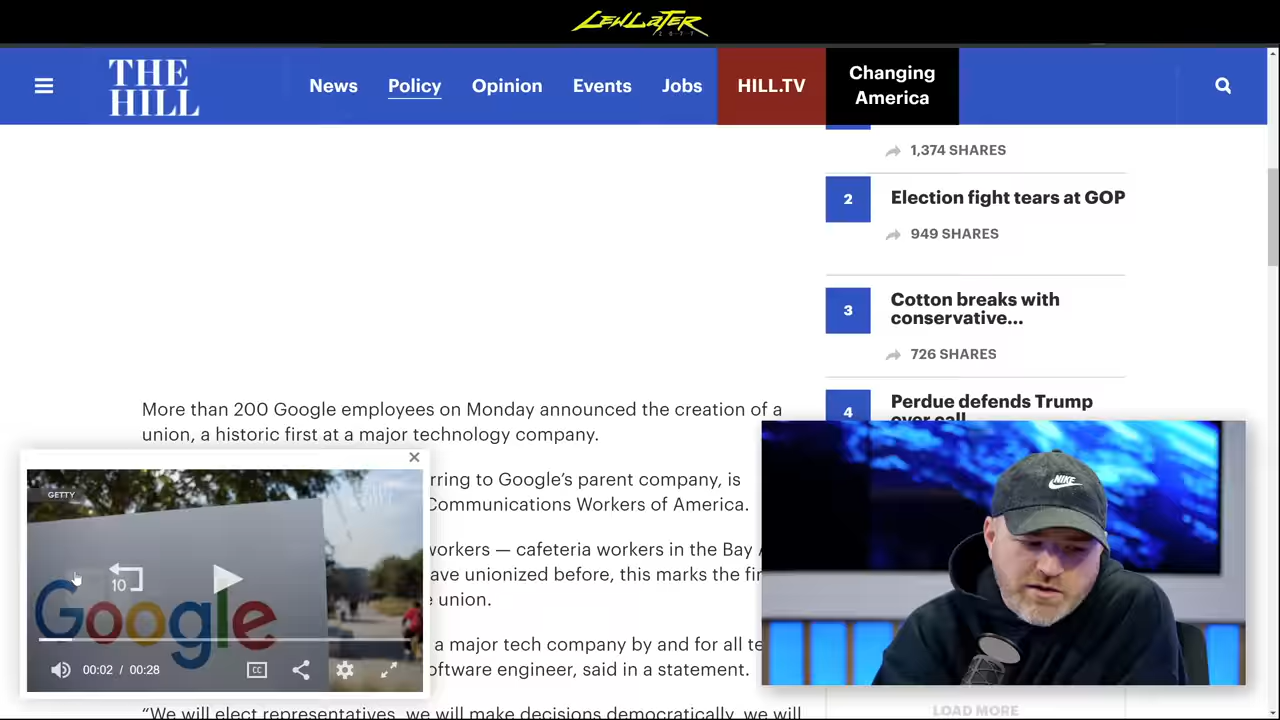 LEWLATER
2077
THE
HILL
News
Policy
Opinion
Events
Jobs
HILL.TV
Changing
America
1,374 SHARES
2
Election fight tears at GOP
949 SHARES
3
Cotton breaks with
conservative...
726 SHARES
4
Perdue defends Trump
over call
More than 200 Google employees on Monday announced the creation of a
union, a historic first at a major technology company.
rring to Google’s parent company, is
Communications Workers of America.
workers — cafeteria workers in the Bay
ave unionized before, this marks the fir
e union.
a major tech company by and for all te
oftware engineer, said in a statement.
“We will elect representatives, we will make decisions democratically, we will
GETTY
10
Google
00:02 / 00:28
CC
NIKE
LOAD MORE